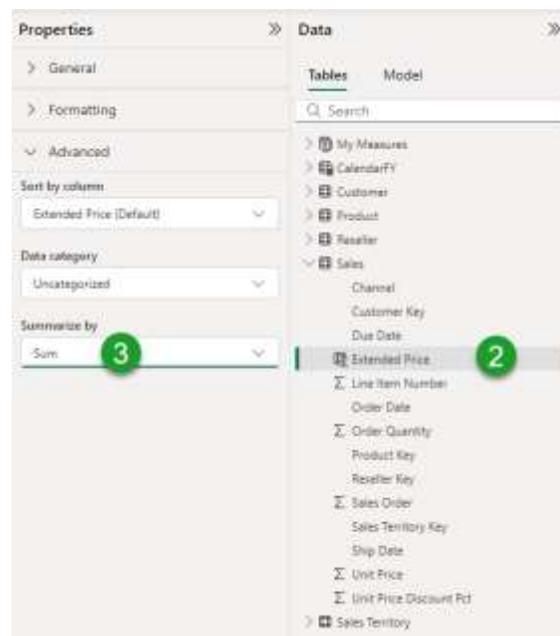 Properties
General
Formatting
Advanced
Sort by column
Extended Price (Default)
Data category
Uncategorized
Summarize by
Sum
3
Data
Tables Model
Search
My Measures
CalendarFY
Customer
Product
Reseller
Sales
Channel
Customer Key
Due Date
Extended Price
2
Line Item Number
Order Date
Order Quantity
Product Key
Reseller Key
Sales Order
Sales Territory Key
Ship Date
Unit Price
Unit Price Discount Pct
Sales Territory